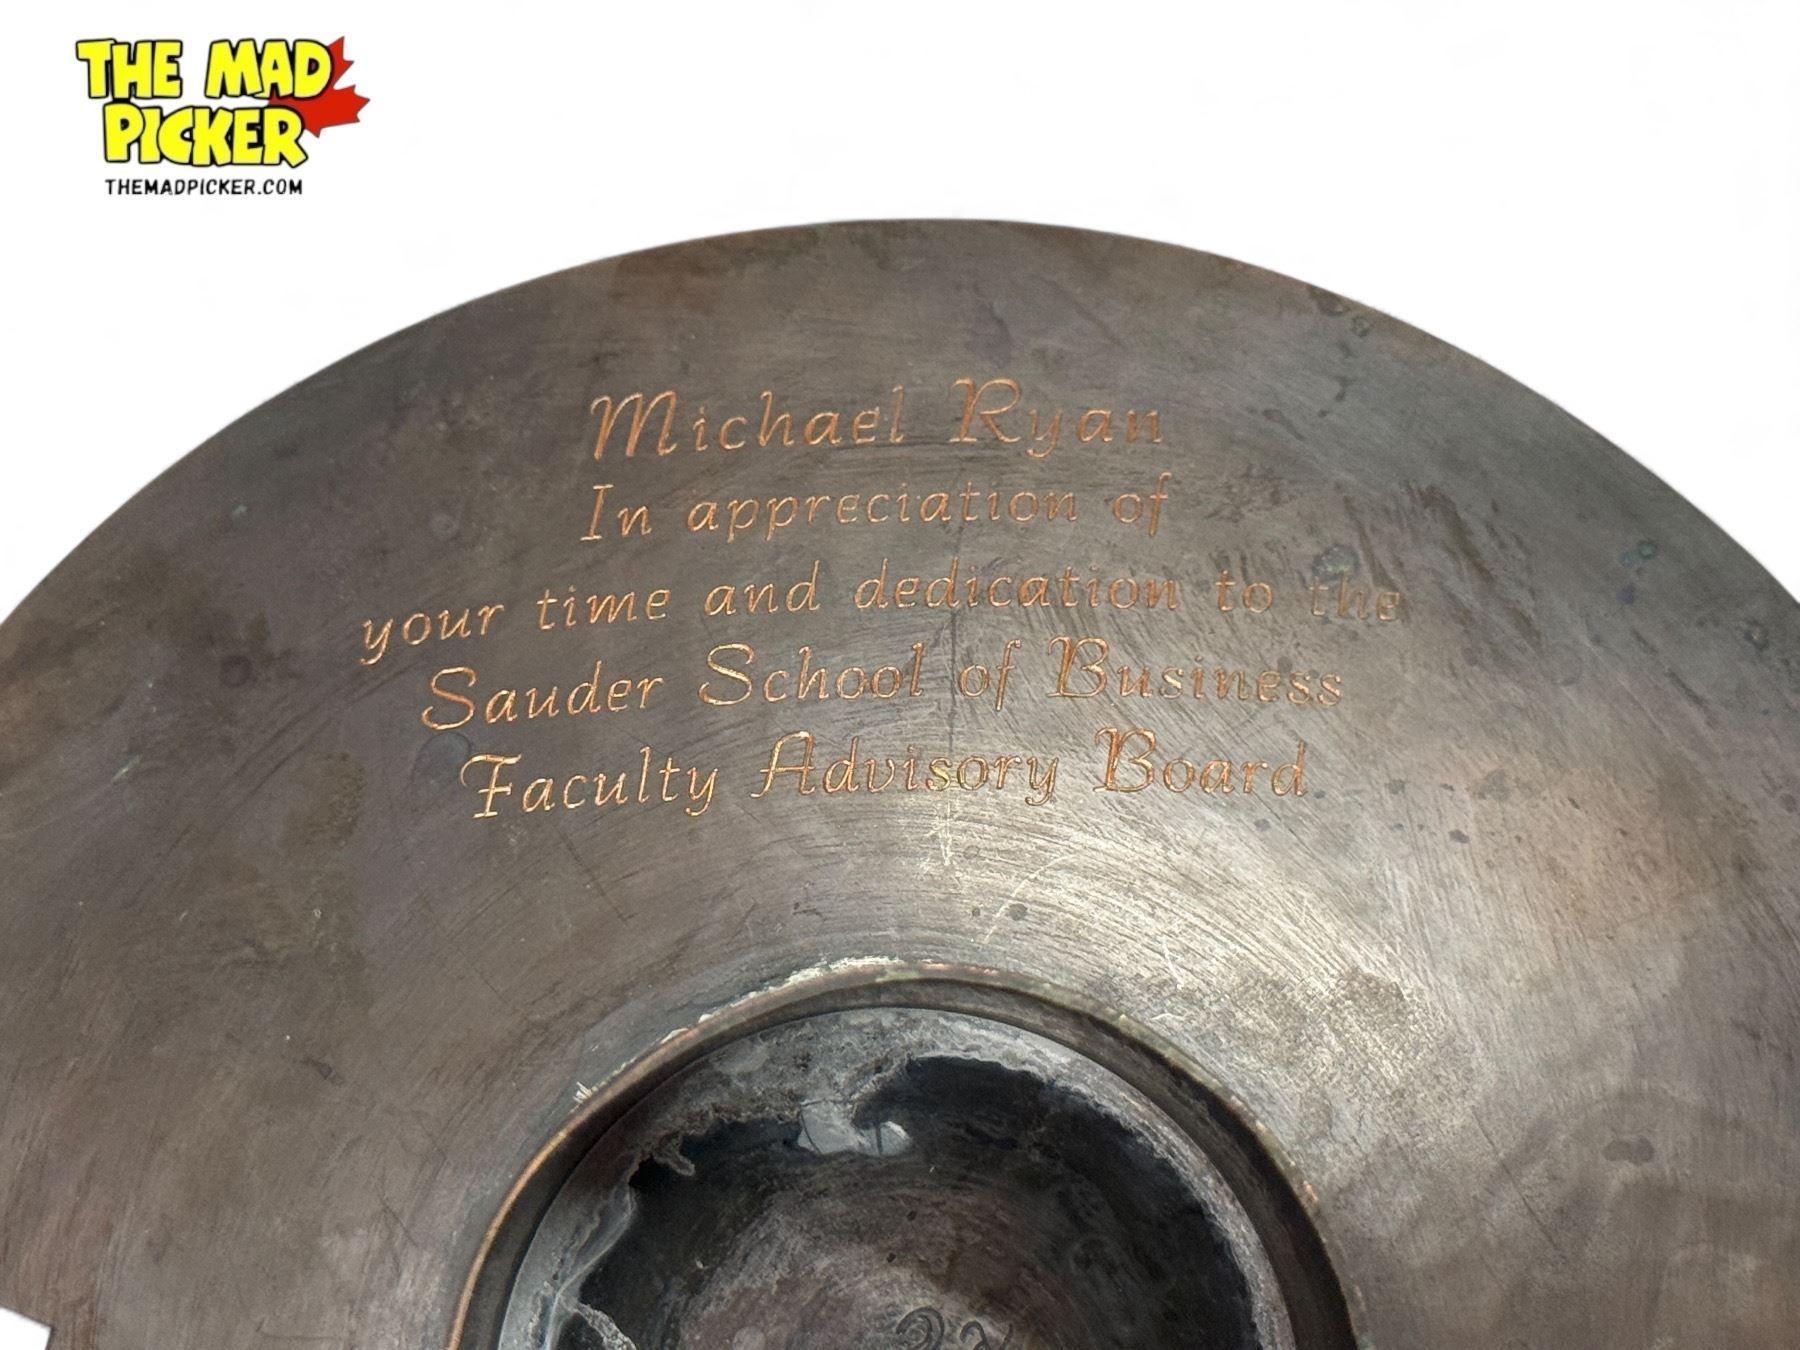 THE MAD
PICKER
THEMADPICKER.COM
Michael Ryan
In appreciation of
your time and dedication to the
Sauder School of Business
Faculty Advisory Board